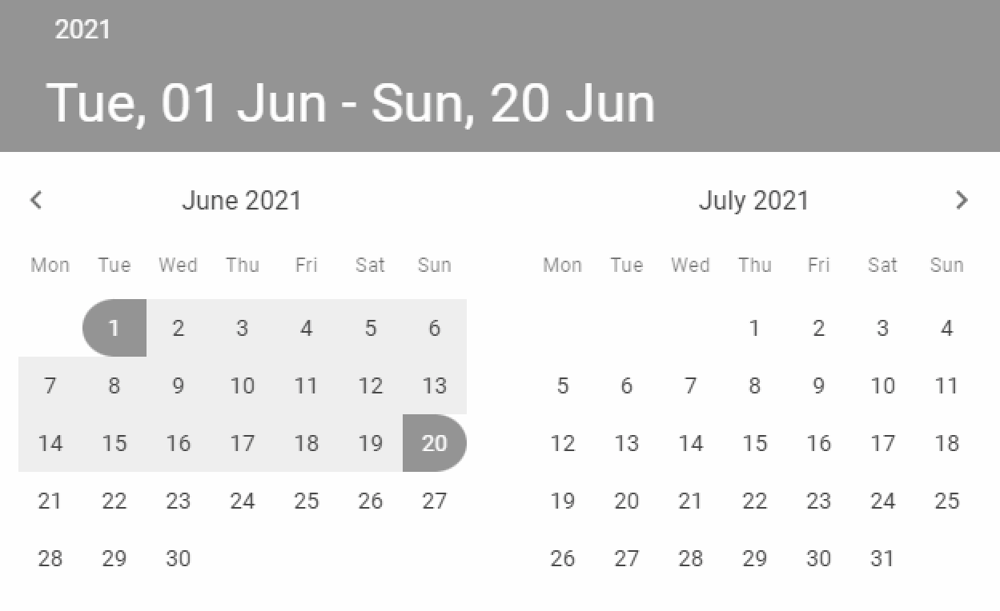 2021
Tue, 01 Jun - Sun, 20 Jun
June 2021
Mon Tue Wed Thu Fri Sat Sun
1 2 3 4 5 6
7 8 9 10 11 12 13
14 15 16 17 18 19 20
21 22 23 24 25 26 27
28 29 30
July 2021
Mon Tue Wed Thu Fri Sat Sun
1 2 3 4
5 6 7 8 9 10 11
12 13 14 15 16 17 18
19 20 21 22 23 24 25
26 27 28 29 30 31